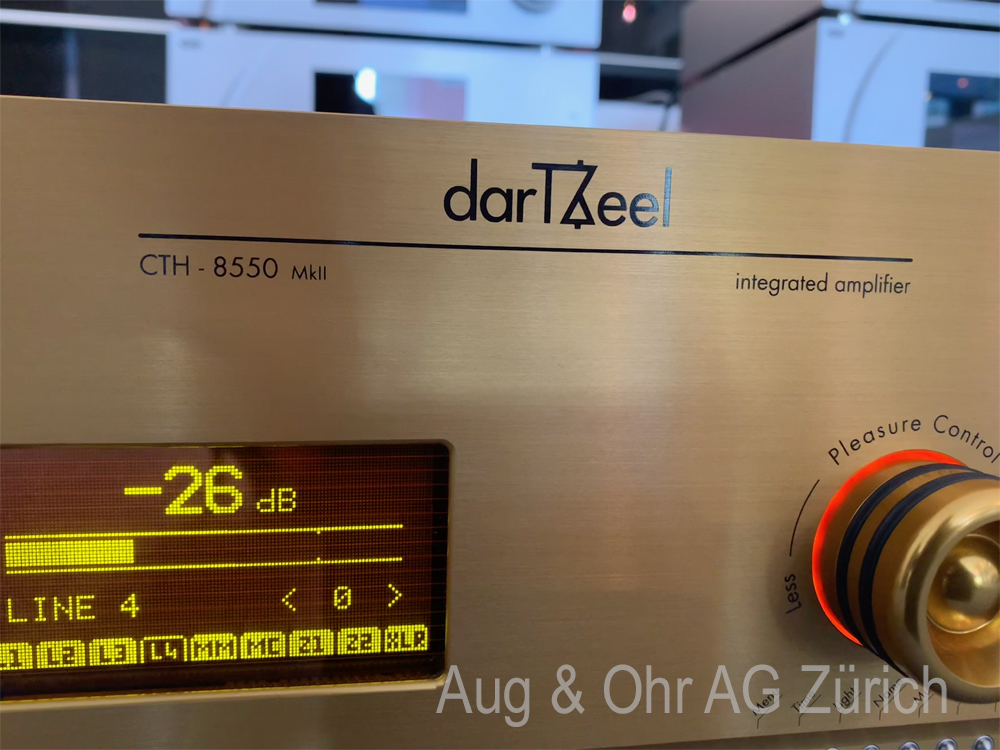 darTZeel
CTH - 8550 MkII
integrated amplifier
-26 dB
LINE 4 < 0 >
L2 L3 L4 MM MC Z1 Z2 XLR
Pleasure Control
Less
Light
Aug & Ohr AG Zürich